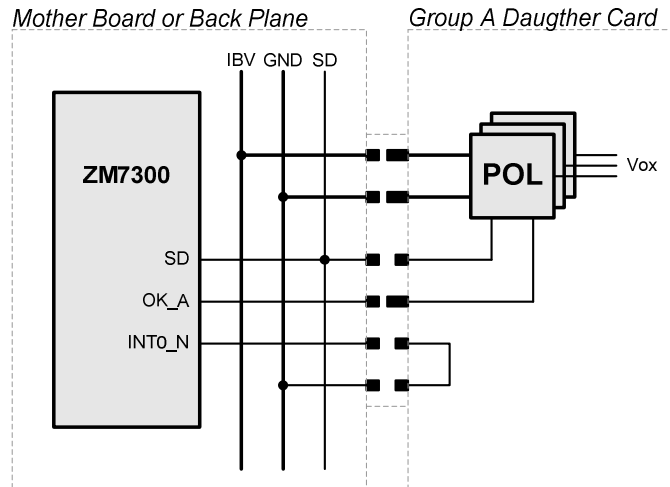 Mother Board or Back Plane
Group A Daugther Card
IBV GND SD
ZM7300
POL
Vox
SD
OK_A
INT0_N